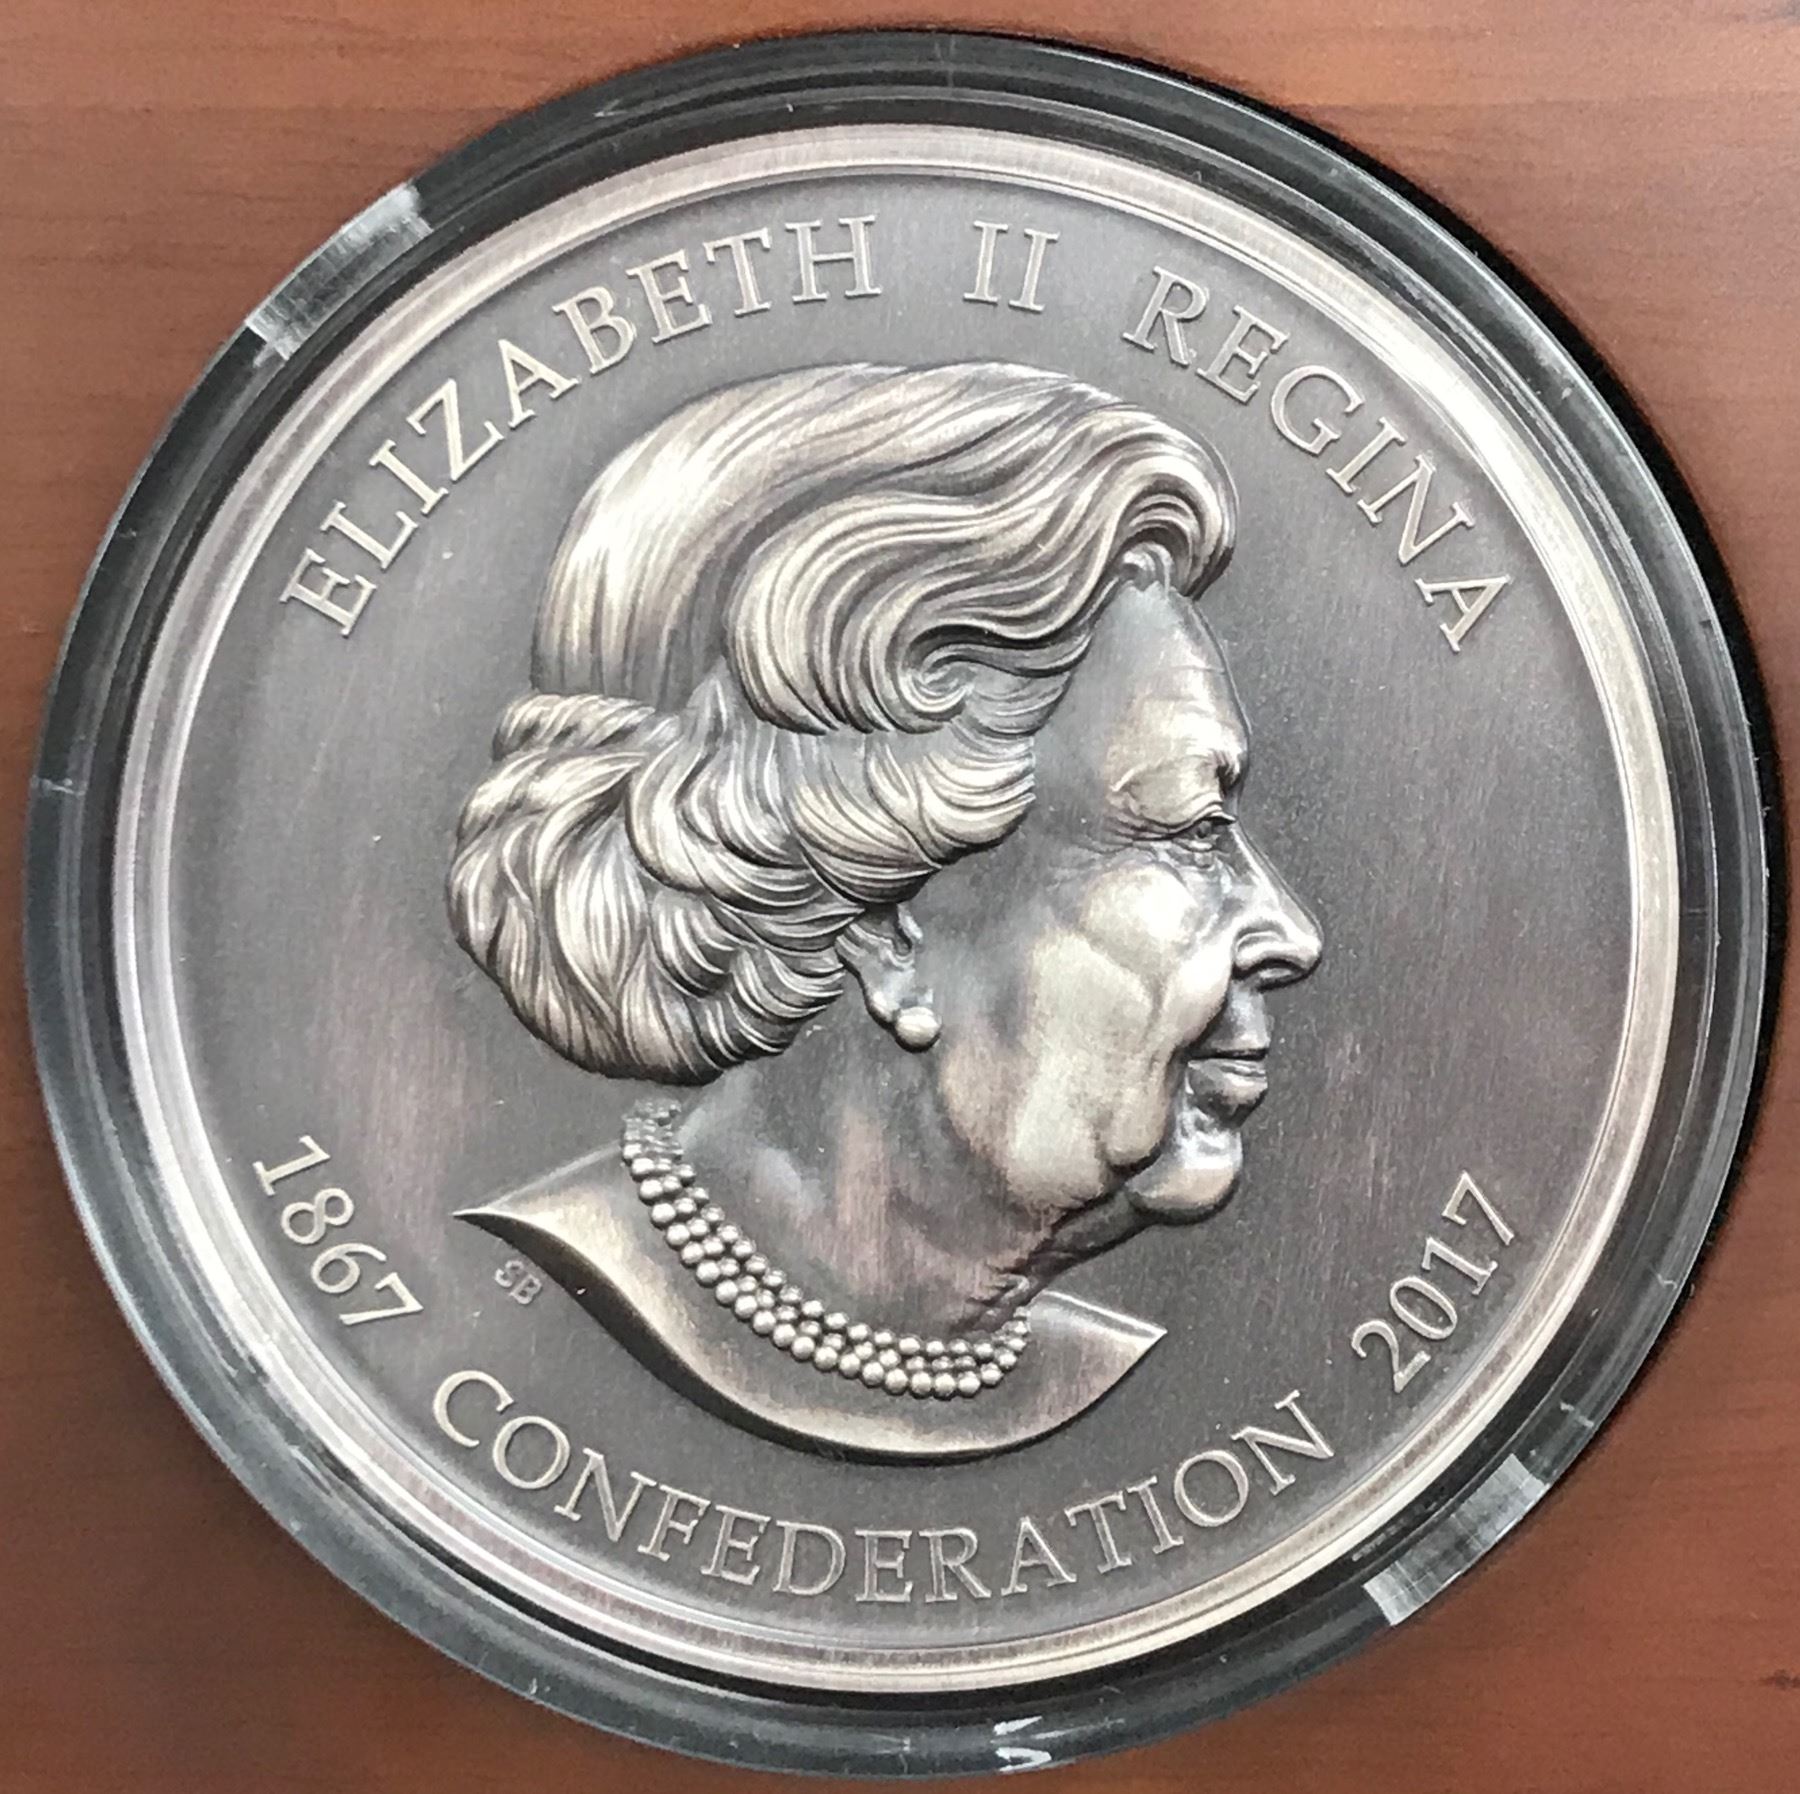 ELIZABETH II REGINA
SB
1867 CONFEDERATION 2017